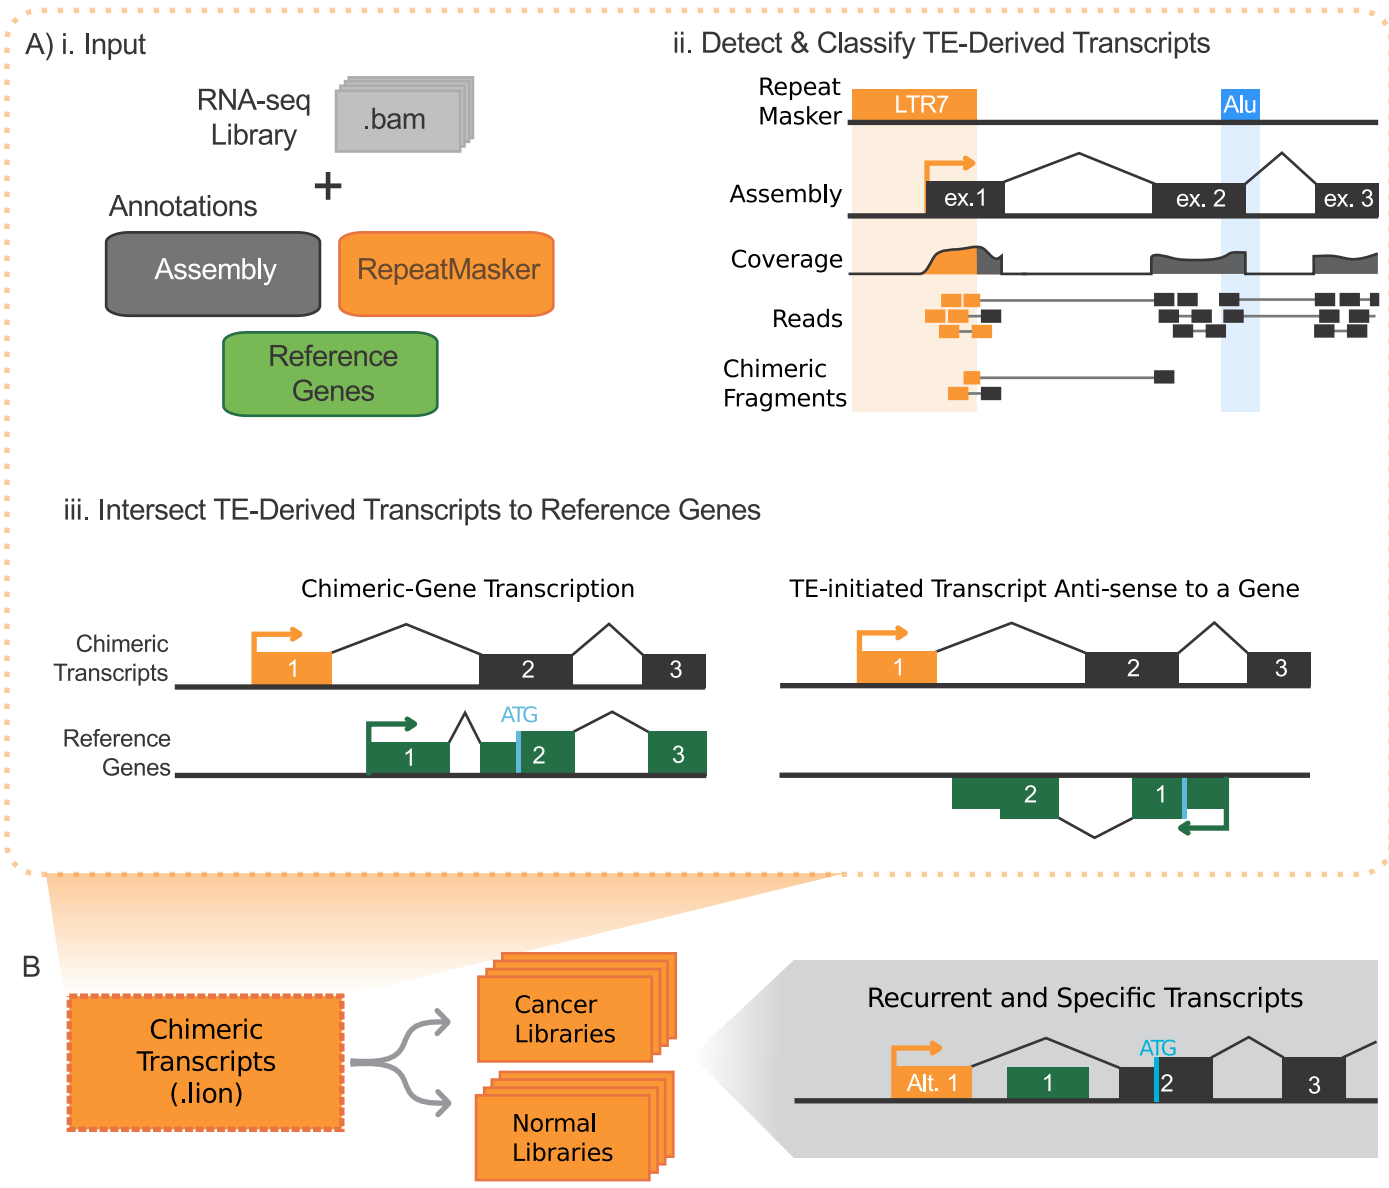 A) i. Input
RNA-seq
Library
.bam
+
Annotations
Assembly
RepeatMasker
Reference
Genes
ii. Detect & Classify TE-Derived Transcripts
Repeat
Masker
LTR7
Alu
Assembly
ex.1
ex. 2
ex. 3
Coverage
Reads
Chimeric
Fragments
iii. Intersect TE-Derived Transcripts to Reference Genes
Chimeric-Gene Transcription
Chimeric
Transcripts
1
2
3
Reference
Genes
ATG
1
2
3
TE-initiated Transcript Anti-sense to a Gene
1
2
3
2
1
B
Chimeric
Transcripts
(.lion)
Cancer
Libraries
Normal
Libraries
Recurrent and Specific Transcripts
ATG
Alt. 1
1
2
3